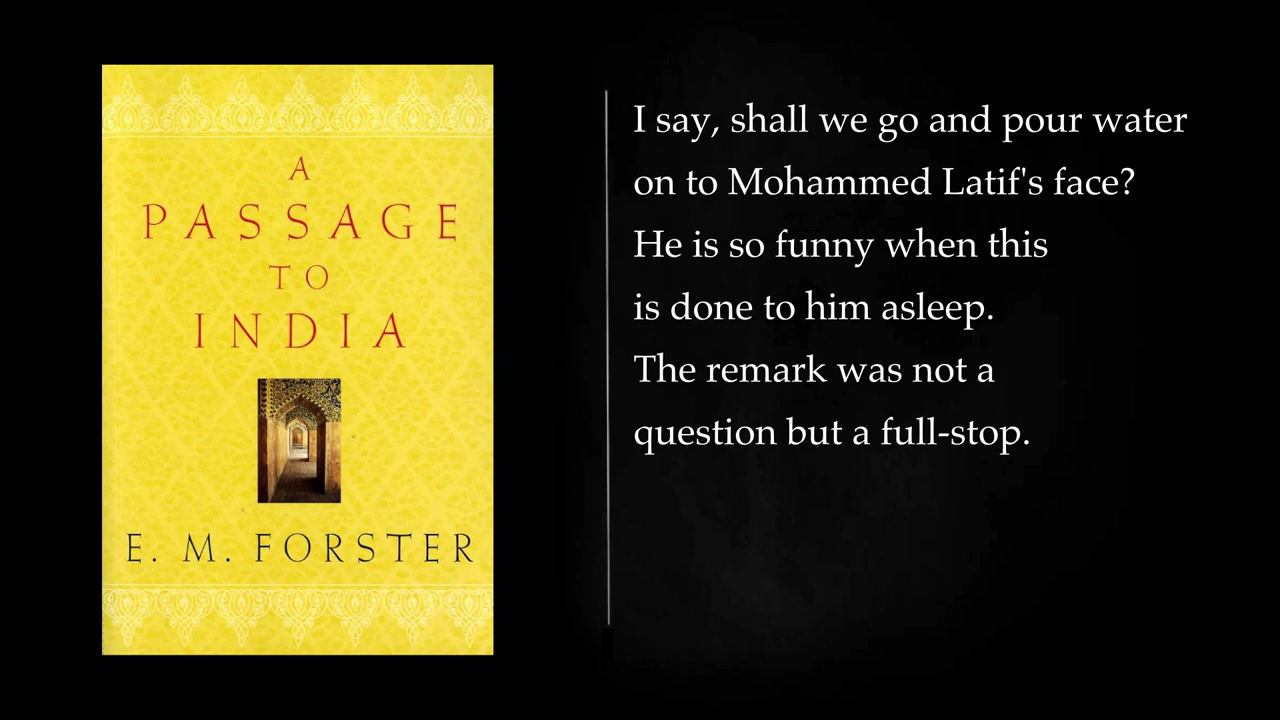 A
PASSAGE
TO
INDIA
E. M. FORSTER
I say, shall we go and pour water
on to Mohammed Latif's face?
He is so funny when this
is done to him asleep.
The remark was not a
question but a full-stop.